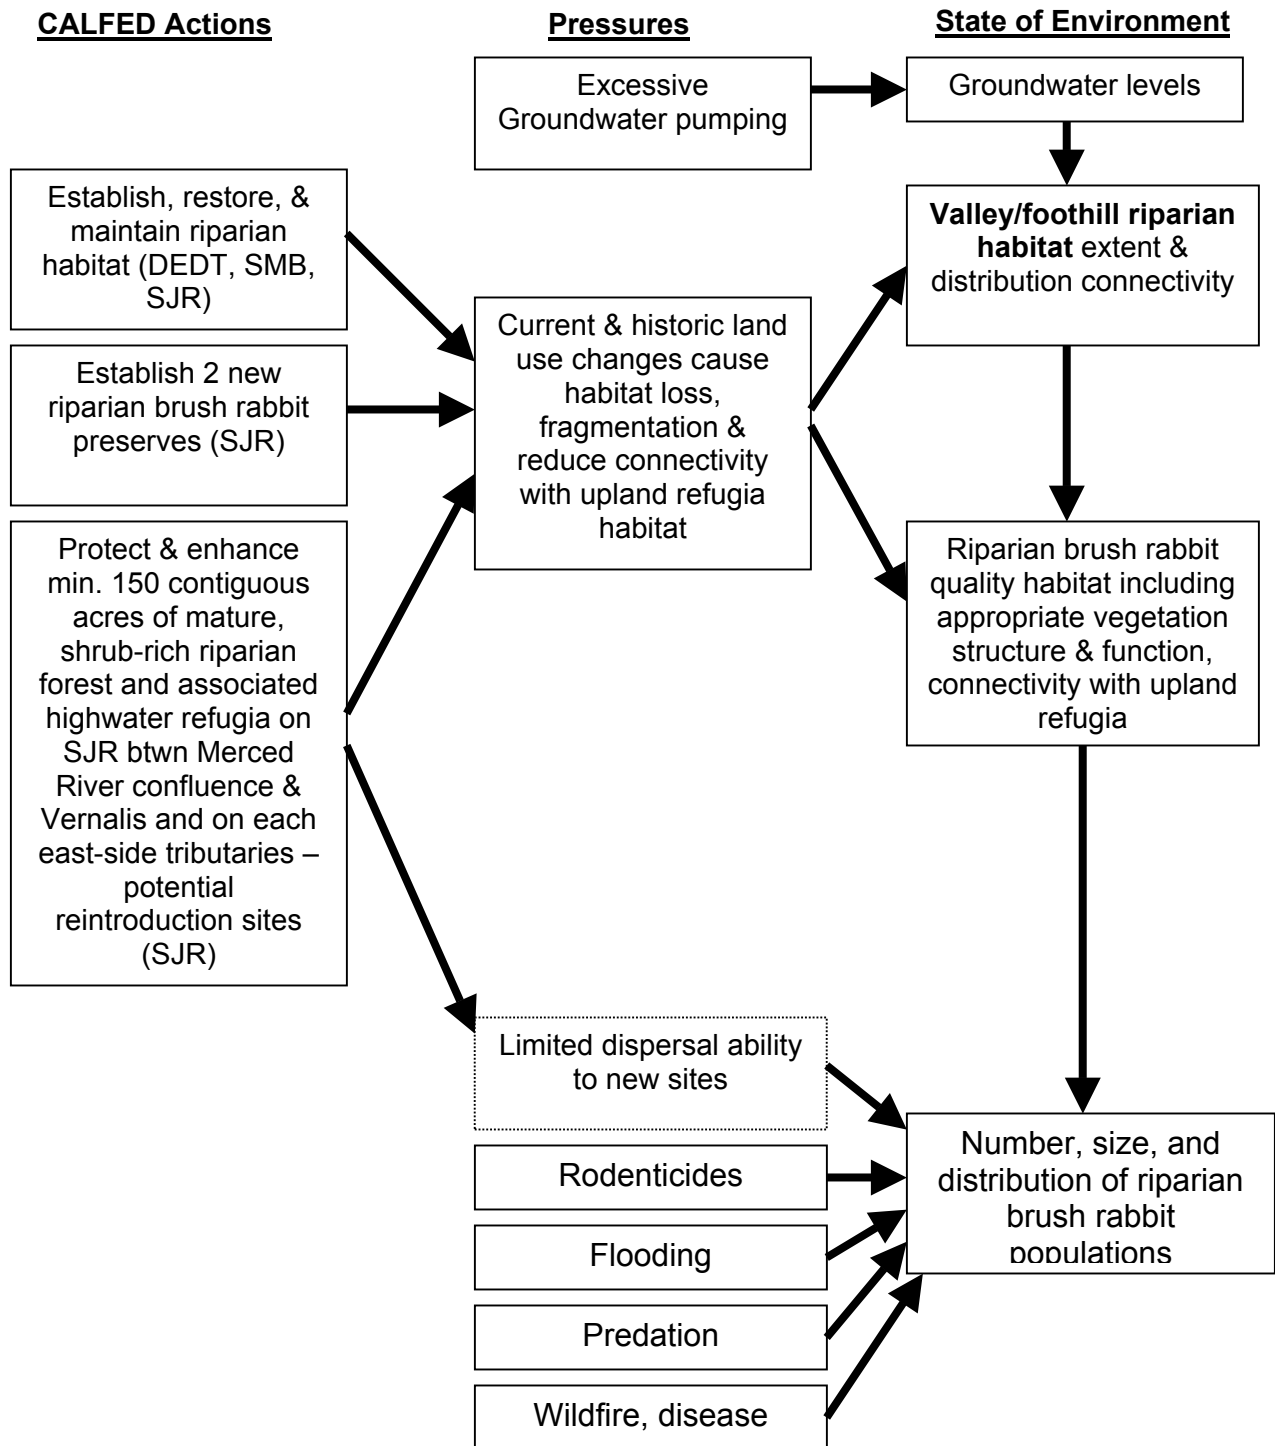 CALFED Actions
Pressures
State of Environment
Excessive
Groundwater pumping
Groundwater levels
Establish, restore, &
maintain riparian
habitat (DEDT, SMB,
SJR)
Valley/foothill riparian
habitat extent &
distribution connectivity
Establish 2 new
riparian brush rabbit
preserves (SJR)
Current & historic land
use changes cause
habitat loss,
fragmentation &
reduce connectivity
with upland refugia
habitat
Protect & enhance
min. 150 contiguous
acres of mature,
shrub-rich riparian
forest and associated
highwater refugia on
SJR btwn Merced
River confluence &
Vernalis and on each
east-side tributaries –
potential
reintroduction sites
(SJR)
Riparian brush rabbit
quality habitat including
appropriate vegetation
structure & function,
connectivity with upland
refugia
Limited dispersal ability
to new sites
Rodenticides
Flooding
Predation
Wildfire, disease
Number, size, and
distribution of riparian
brush rabbit
populations